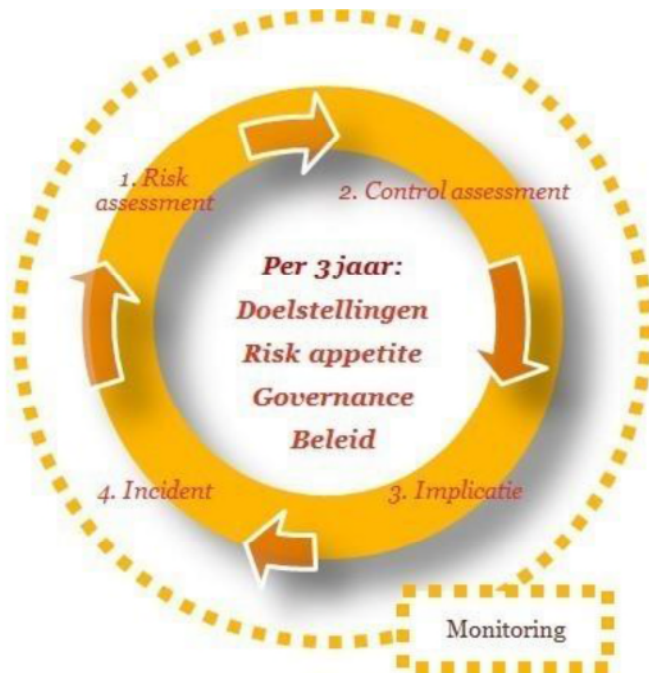 1. Risk
assessment
2. Control assessment
Per 3 jaar:
Doelstellingen
Risk appetite
Governance
Beleid
4. Incident
3. Implicatie
Monitoring